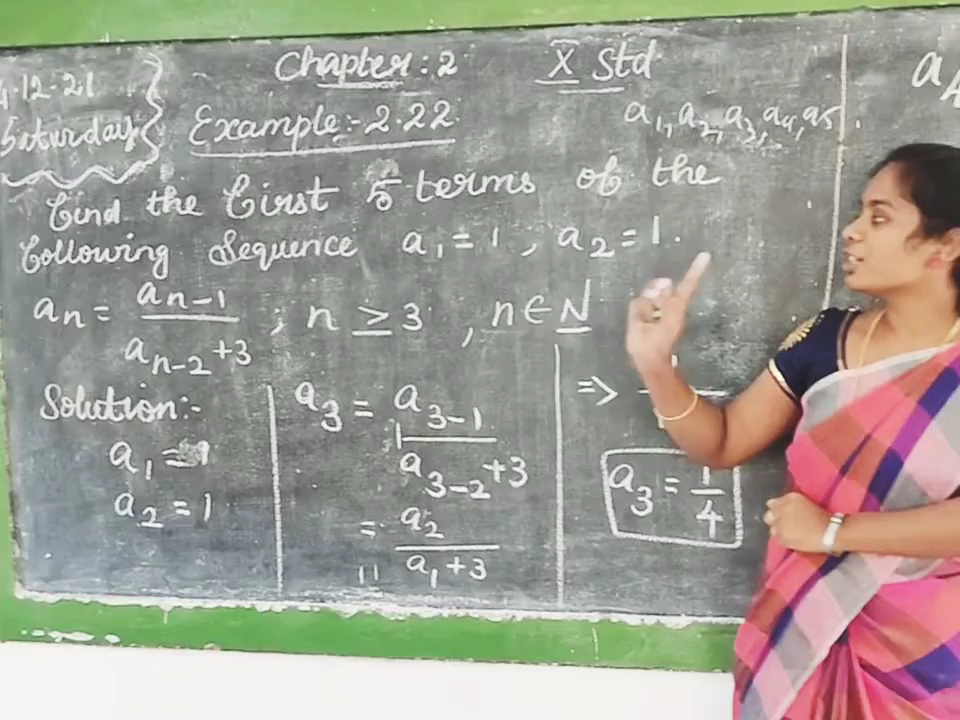 4.12.21
Saturday
Chapter: 2
X Std
Example:- 2.22
a₁, a₂, a₃, a₄, a₅.
Find the First 5 terms of the
Following Sequence a₁ = 1, a₂ = 1.
aₙ = aₙ₋₁ / aₙ₋₂ + 3 ; n ≥ 3, n ∈ N
Solution:-
a₁ = 1
a₂ = 1
a₃ = a₃₋₁ / a₃₋₂ + 3
= a₂ / a₁ + 3
=> 1
a₃ = 1/4
a₄